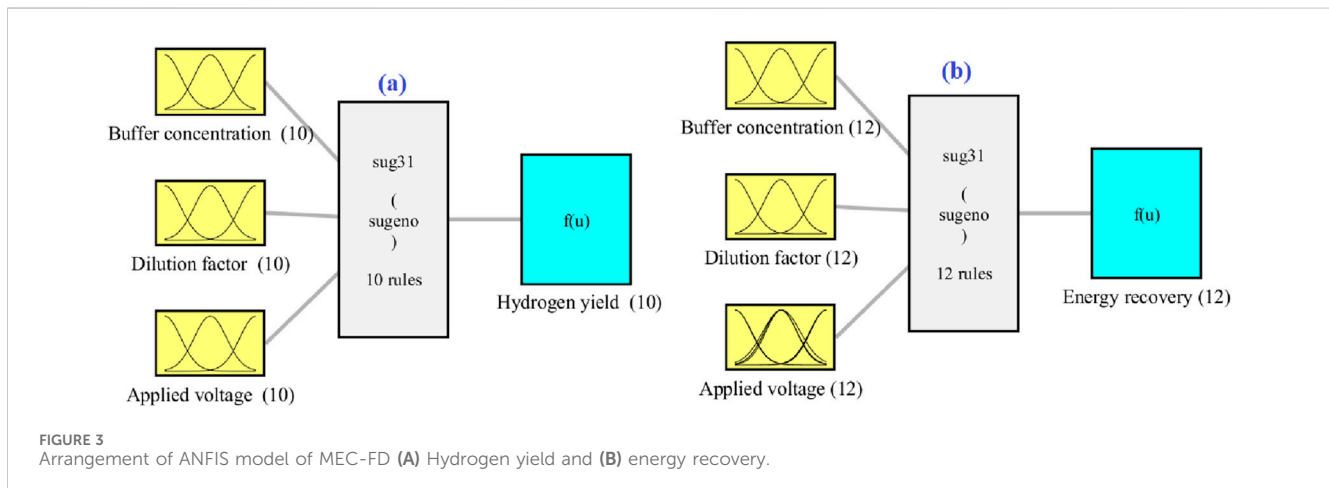 (a)
Buffer concentration (10)
Dilution factor (10)
Applied voltage (10)
sug31
(
sugeno
)
10 rules
f(u)
Hydrogen yield (10)
(b)
Buffer concentration (12)
Dilution factor (12)
Applied voltage (12)
sug31
(
sugeno
)
12 rules
f(u)
Energy recovery (12)
FIGURE 3
Arrangement of ANFIS model of MEC-FD (A) Hydrogen yield and (B) energy recovery.